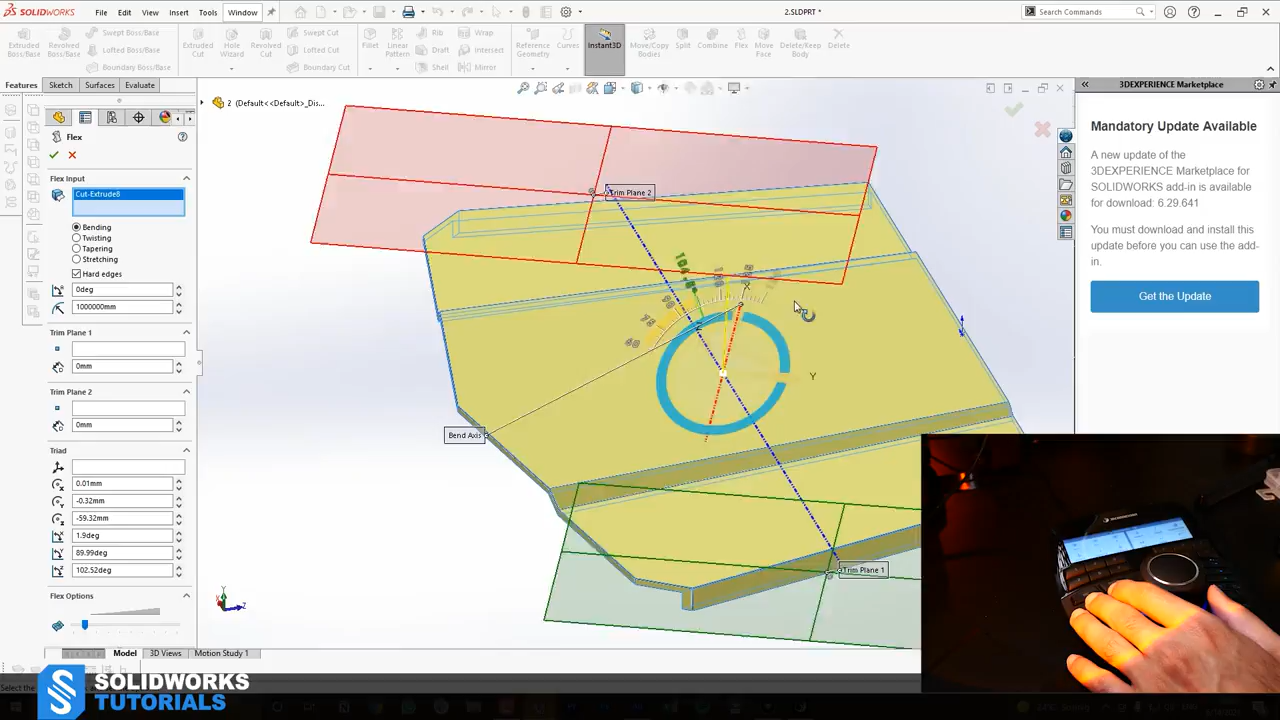 SOLIDWORKS File Edit View Insert Tools Window 2.SLDPRT * Search Commands
Extruded Boss/Base
Revolved Boss/Base
Swept Boss/Base
Lofted Boss/Base
Boundary Boss/Base
Extruded Cut
Hole Wizard
Revolved Cut
Swept Cut
Lofted Cut
Boundary Cut
Fillet
Linear Pattern
Rib
Draft
Shell
Wrap
Intersect
Mirror
Reference Geometry
Curves
Instant3D
Move/Copy Bodies
Split
Combine
Flex
Move Face
Delete/Keep Body
Delete
Features Sketch Surfaces Evaluate
2 (Default<<Default>_Dis...
Flex
Flex Input
Cut-Extrude8
Bending
Twisting
Tapering
Stretching
Hard edges
0deg
1000000mm
Trim Plane 1
0mm
Trim Plane 2
0mm
Triad
0.01mm
-0.32mm
-59.32mm
1.9deg
89.99deg
102.52deg
Flex Options
Trim Plane 2
Bend Axis
Trim Plane 1
60
75
90
X
Y
Y
Z
Model 3D Views Motion Study 1
3DEXPERIENCE Marketplace
Mandatory Update Available
A new update of the
3DEXPERIENCE Marketplace for
SOLIDWORKS add-in is available
for download: 6.29.641
You must download and install this
update before you can use the add-
in.
Get the Update
SOLIDWORKS
TUTORIALS